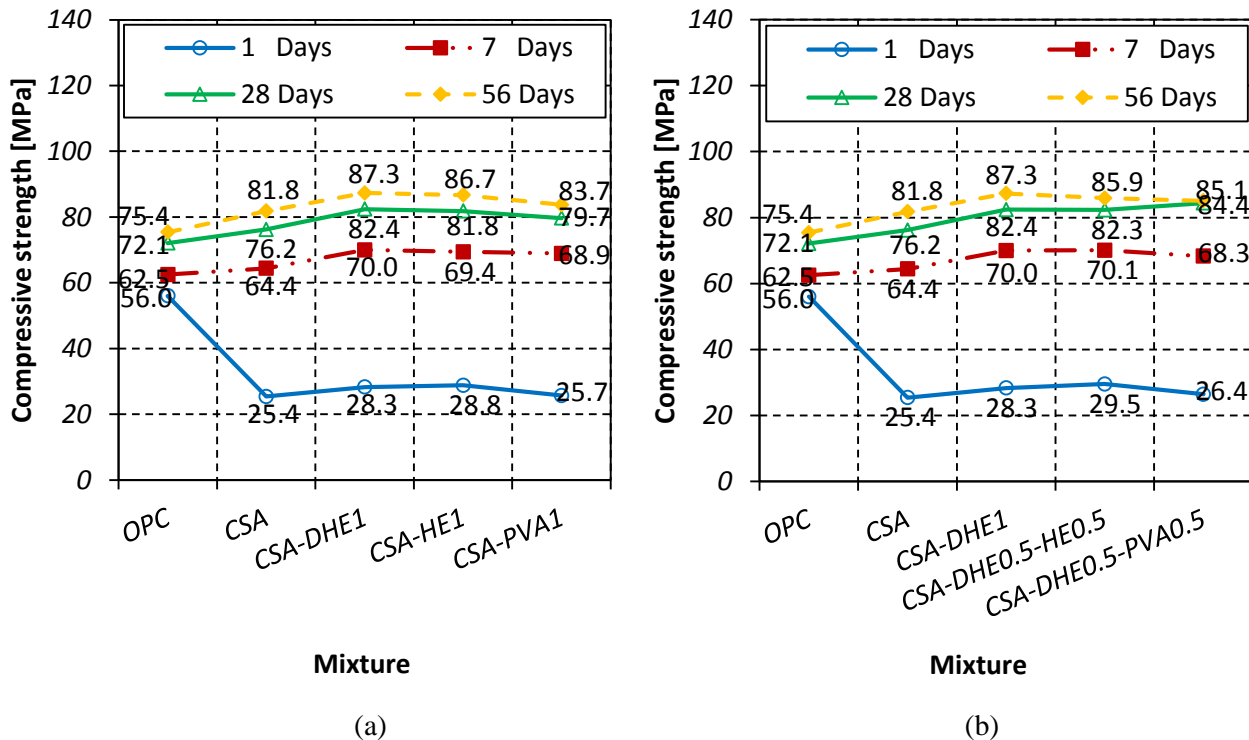 Compressive strength [MPa]
140
120
100
80
60
40
20
0
1 Days
7 Days
28 Days
56 Days
75.4
81.8
87.3
86.7
83.7
72.1
76.2
82.4
81.8
79.7
62.5
64.4
70.0
69.4
68.9
56.0
25.4
28.3
28.8
25.7
OPC
CSA
CSA-DHE1
CSA-HE1
CSA-PVA1
Mixture
(a)
Compressive strength [MPa]
140
120
100
80
60
40
20
0
1 Days
7 Days
28 Days
56 Days
75.4
81.8
87.3
85.9
85.1
72.1
76.2
82.4
82.3
84.4
62.5
64.4
70.0
70.1
68.3
56.0
25.4
28.3
29.5
26.4
OPC
CSA
CSA-DHE1
CSA-DHE0.5-HE0.5
CSA-DHE0.5-PVA0.5
Mixture
(b)